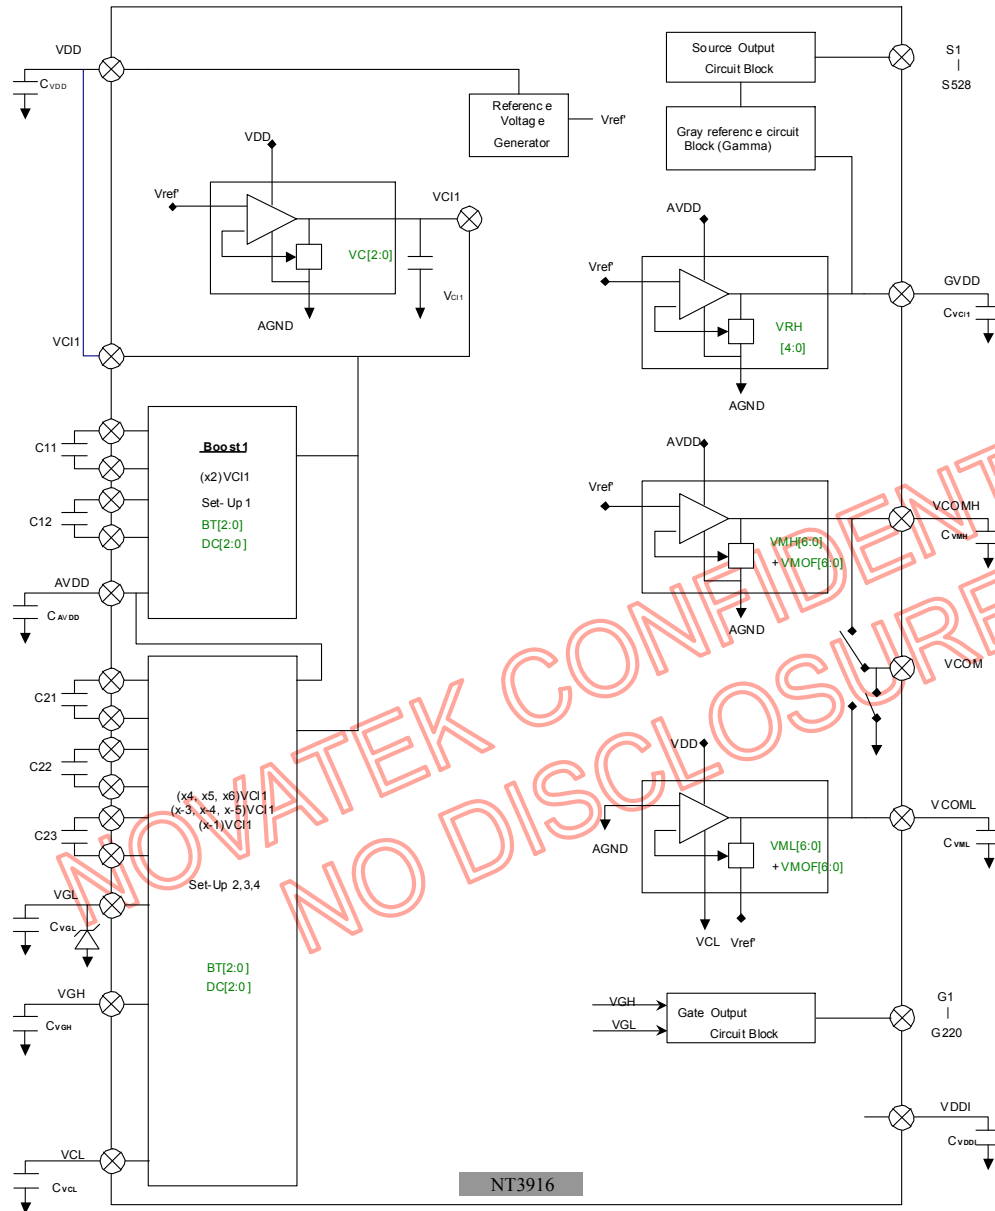 VDD
CVDD
Reference
Voltage
Generator
Vref'
Source Output
Circuit Block
S1
S528
Gray reference circuit
Block (Gamma)
VDD
Vref'
VCI1
VC[2:0]
VCI1
AGND
AVDD
Vref'
GVDD
CVCI1
VRH
[4:0]
AGND
VCI1
C11
C12
Boost1
(x2)VCI1
Set-Up 1
BT[2:0]
DC[2:0]
AVDD
CAVDD
AVDD
Vref'
VCOMH
CVMH
VMH[6:0]
+VMOF[6:0]
AGND
VCOM
C21
C22
C23
(x4, x5, x6)VCI1
(x-3, x-4, x-5)VCI1
(x-1)VCI1
Set-Up 2,3,4
BT[2:0]
DC[2:0]
VDD
AGND
VCOML
CVML
VML[6:0]
+VMOF[6:0]
VCL
Vref'
VGL
CVGL
VGH
CVGH
VGH
VGL
Gate Output
Circuit Block
G1
G220
VDDI
CVDDI
VCL
CVCL
NT3916
NOVATEK CONFIDENT
NO DISCLOSURE